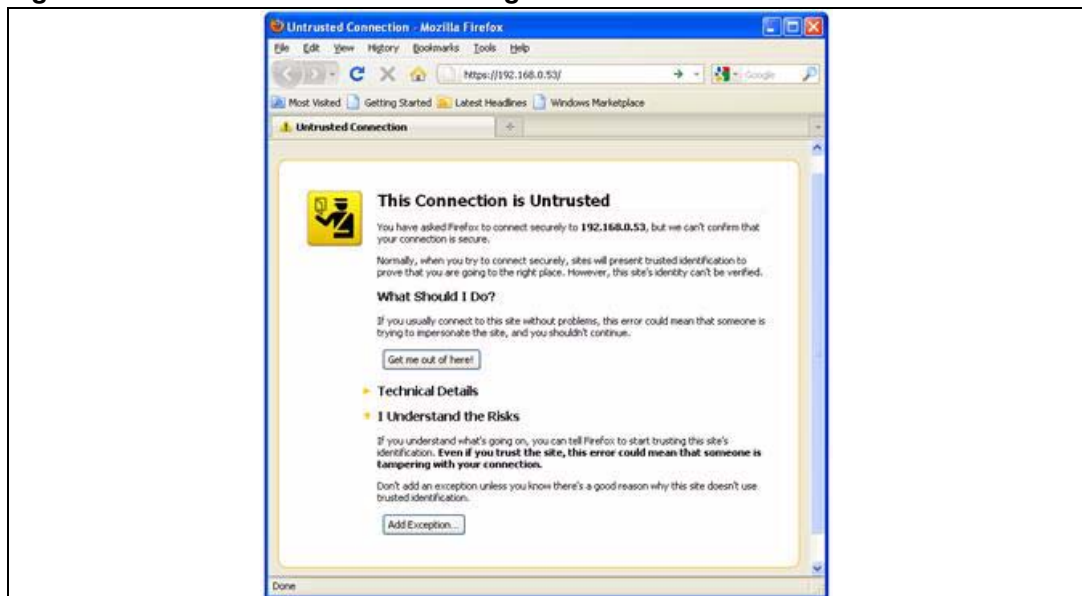 Untrusted Connection - Mozilla Firefox
File Edit View History Bookmarks Tools Help
https://192.168.0.53/
Google
Most Visited Getting Started Latest Headlines Windows Marketplace
Untrusted Connection
This Connection is Untrusted
You have asked Firefox to connect securely to 192.168.0.53, but we can't confirm that
your connection is secure.
Normally, when you try to connect securely, sites will present trusted identification to
prove that you are going to the right place. However, this site's identity can't be verified.
What Should I Do?
If you usually connect to this site without problems, this error could mean that someone is
trying to impersonate the site, and you shouldn't continue.
Get me out of here!
Technical Details
I Understand the Risks
If you understand what's going on, you can tell Firefox to start trusting this site's
identification. Even if you trust the site, this error could mean that someone is
tampering with your connection.
Don't add an exception unless you know there's a good reason why this site doesn't use
trusted identification.
Add Exception...
Done